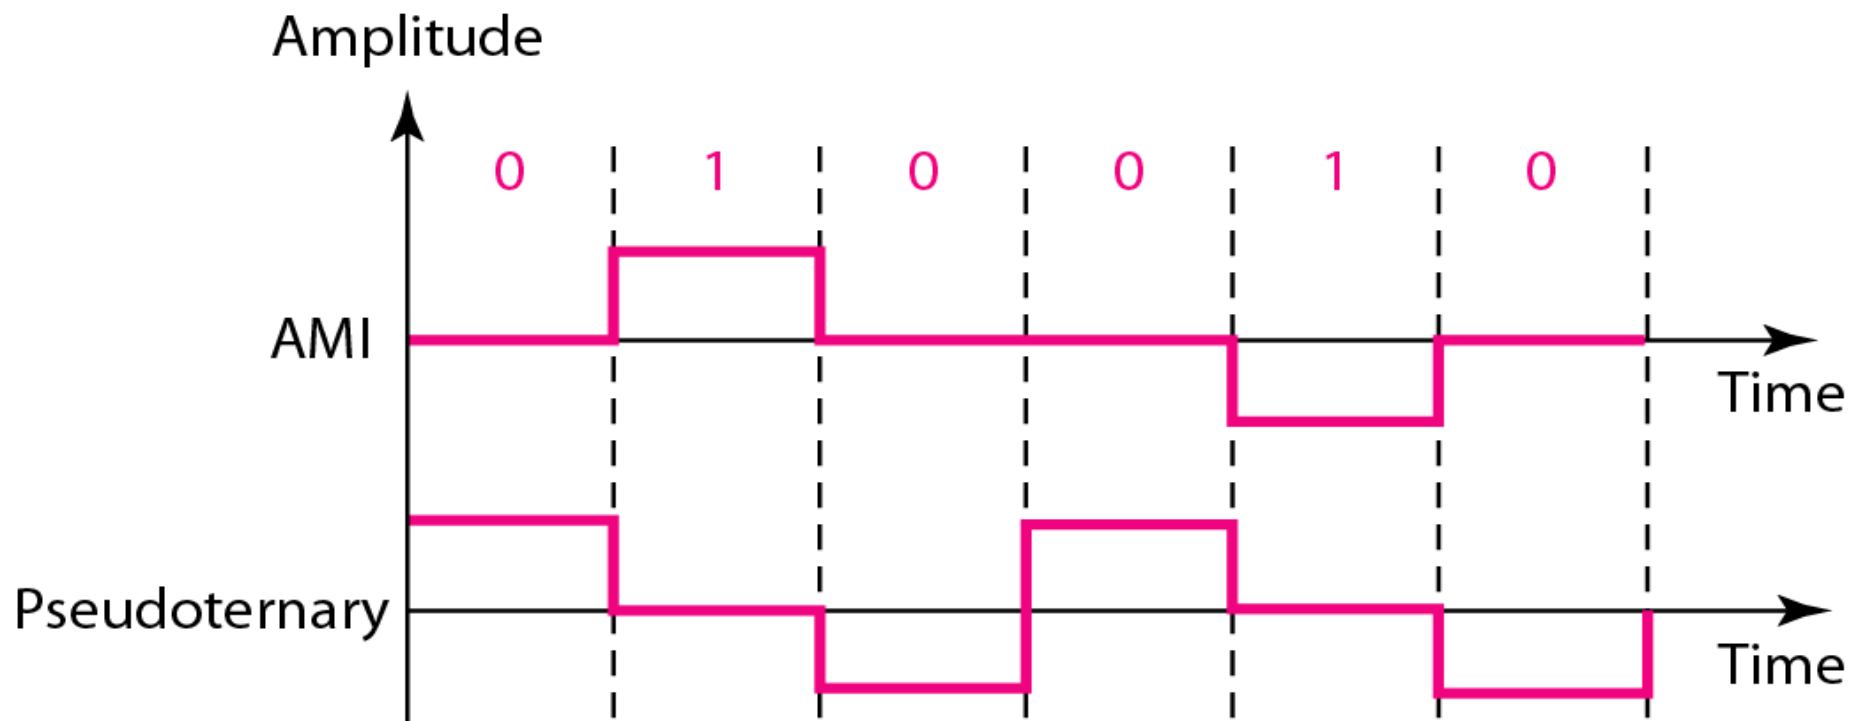 Amplitude
0 1 0 0 1 0
AMI
Time
Pseudoternary
Time